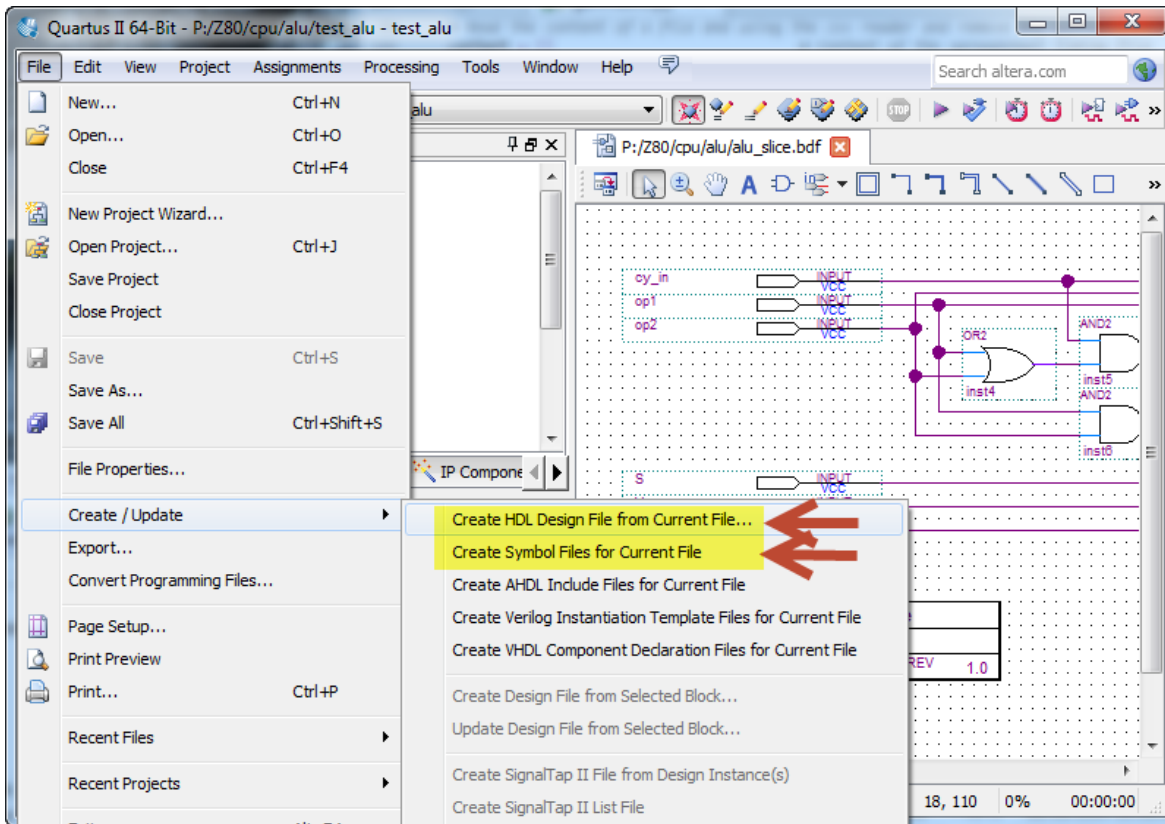 Quartus II 64-Bit - P:/Z80/cpu/alu/test_alu - test_alu
File Edit View Project Assignments Processing Tools Window Help
Search altera.com
New... Ctrl+N
alu
STOP
»
Open... Ctrl+O
Close Ctrl+F4
P:/Z80/cpu/alu/alu_slice.bdf
A
»
New Project Wizard...
Open Project... Ctrl+J
Save Project
Close Project
Save Ctrl+S
Save As...
Save All Ctrl+Shift+S
File Properties...
IP Compone
Create / Update
Export...
Convert Programming Files...
Page Setup...
Print Preview
Print... Ctrl+P
Recent Files
Recent Projects
Create HDL Design File from Current File...
Create Symbol Files for Current File
Create AHDL Include Files for Current File
Create Verilog Instantiation Template Files for Current File
Create VHDL Component Declaration Files for Current File
Create Design File from Selected Block...
Update Design File from Selected Block...
Create SignalTap II File from Design Instance(s)
Create SignalTap II List File
cy_in INPUT
VCC
op1 INPUT
VCC
op2 INPUT
VCC
OR2
inst4
AND2
inst5
AND2
inst6
S INPUT
VCC
REV 1.0
18, 110 0% 00:00:00